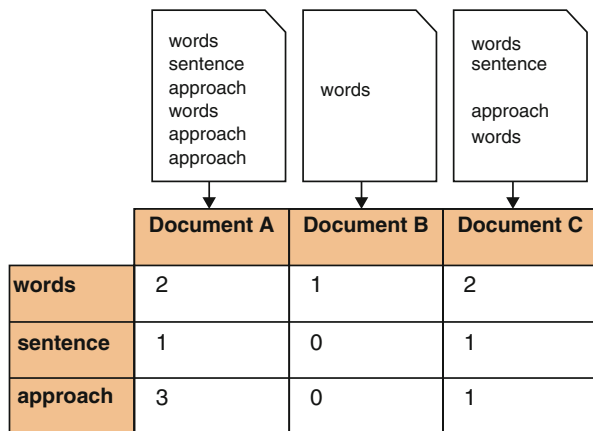 words
sentence
approach
words
approach
approach
words
words
sentence
approach
words
Document A Document B Document C
words 2 1 2
sentence 1 0 1
approach 3 0 1